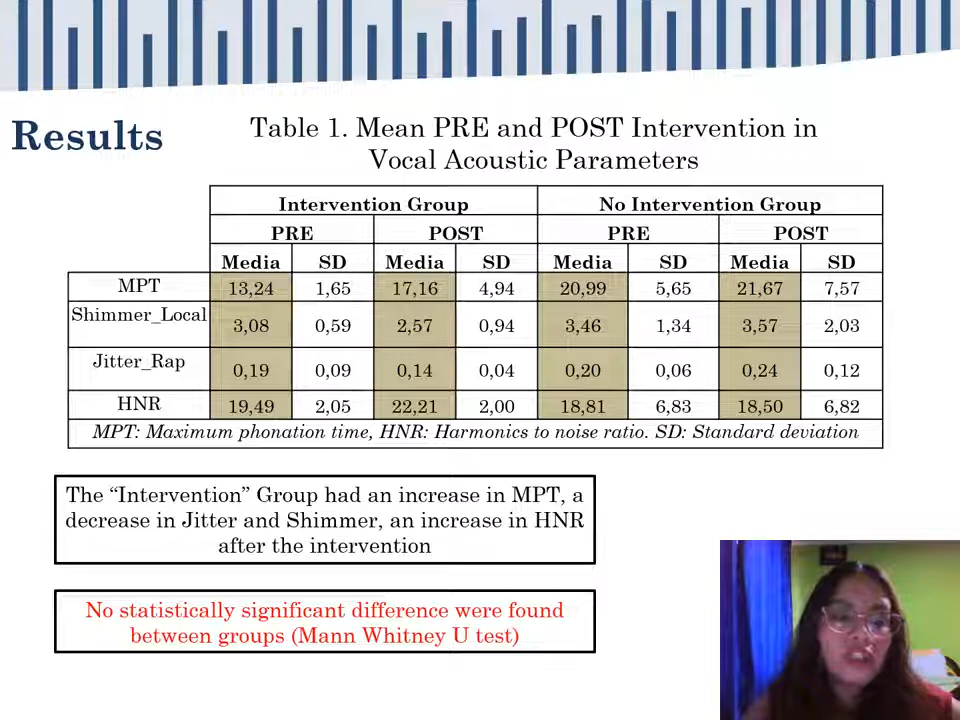 Results
Table 1. Mean PRE and POST Intervention in
Vocal Acoustic Parameters
Intervention Group No Intervention Group
PRE POST PRE POST
Media SD Media SD Media SD Media SD
MPT 13,24 1,65 17,16 4,94 20,99 5,65 21,67 7,57
Shimmer_Local 3,08 0,59 2,57 0,94 3,46 1,34 3,57 2,03
Jitter_Rap 0,19 0,09 0,14 0,04 0,20 0,06 0,24 0,12
HNR 19,49 2,05 22,21 2,00 18,81 6,83 18,50 6,82
MPT: Maximum phonation time, HNR: Harmonics to noise ratio. SD: Standard deviation
The “Intervention” Group had an increase in MPT, a
decrease in Jitter and Shimmer, an increase in HNR
after the intervention
No statistically significant difference were found
between groups (Mann Whitney U test)